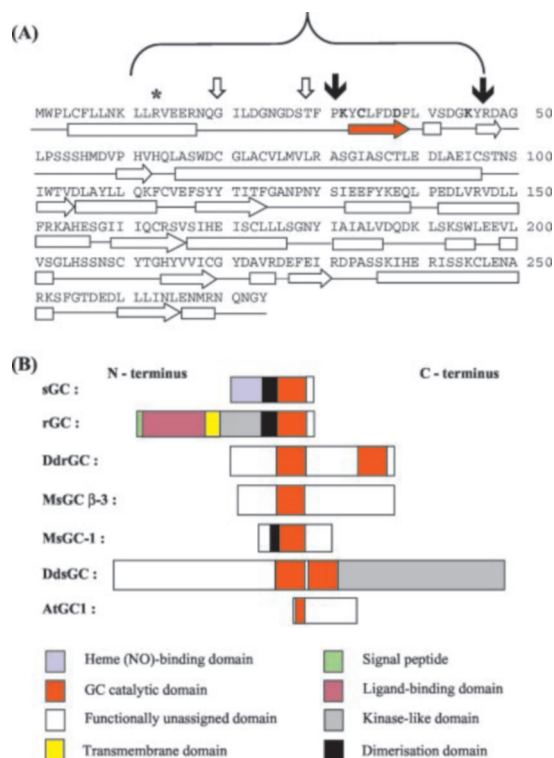 (A)
*
MWPLCFLLNK LLRVEERNQG ILDGNGDSTF PKYCLFDDPL VSDGKYRDAG 50
LPSSSHMDVP HVHQLASWDC GLACVLMVLR ASGIASCTLE DLAEICSTNS 100
IWTVDLAYLL QKFCVEFSYY TITFGANPNY SIEEFYKEQL PEDLVRVDLL 150
FRKAHESGII IQCRSVSIHE ISCLLLSGNY IAIALVDQDK LSKSWLEEVL 200
VSGLHSSNSC YTGHYVVICG YDAVRDEFEI RDPASSKIHE RISSKCLENA 250
RKSFGTDEDL LLINLENMRN QNGY
(B)
N - terminus C - terminus
sGC :
rGC :
DdrGC :
MsGC β-3 :
MsGC-1 :
DdsGC :
AtGC1 :
Heme (NO)-binding domain Signal peptide
GC catalytic domain Ligand-binding domain
Functionally unassigned domain Kinase-like domain
Transmembrane domain Dimerisation domain